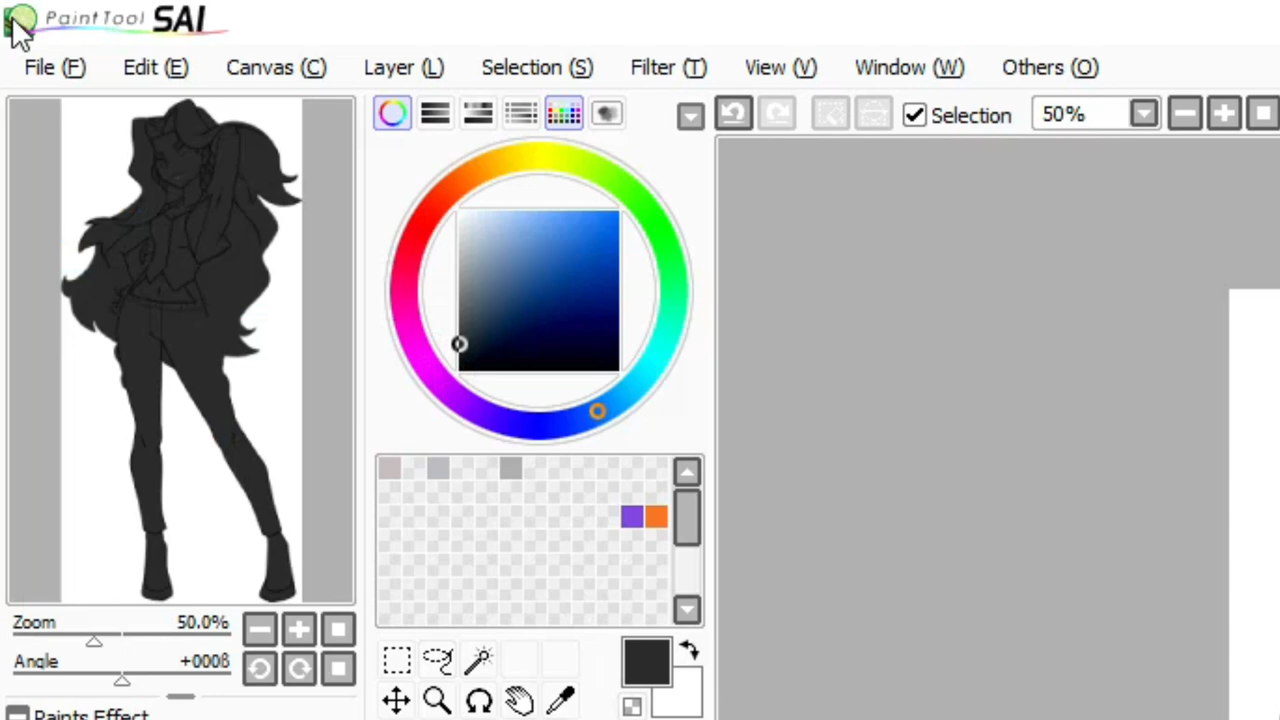 PaintTool SAI
File (F) Edit (E) Canvas (C) Layer (L) Selection (S) Filter (T) View (V) Window (W) Others (O)
Selection 50%
Zoom 50.0%
Angle +000ß
Paints Effect